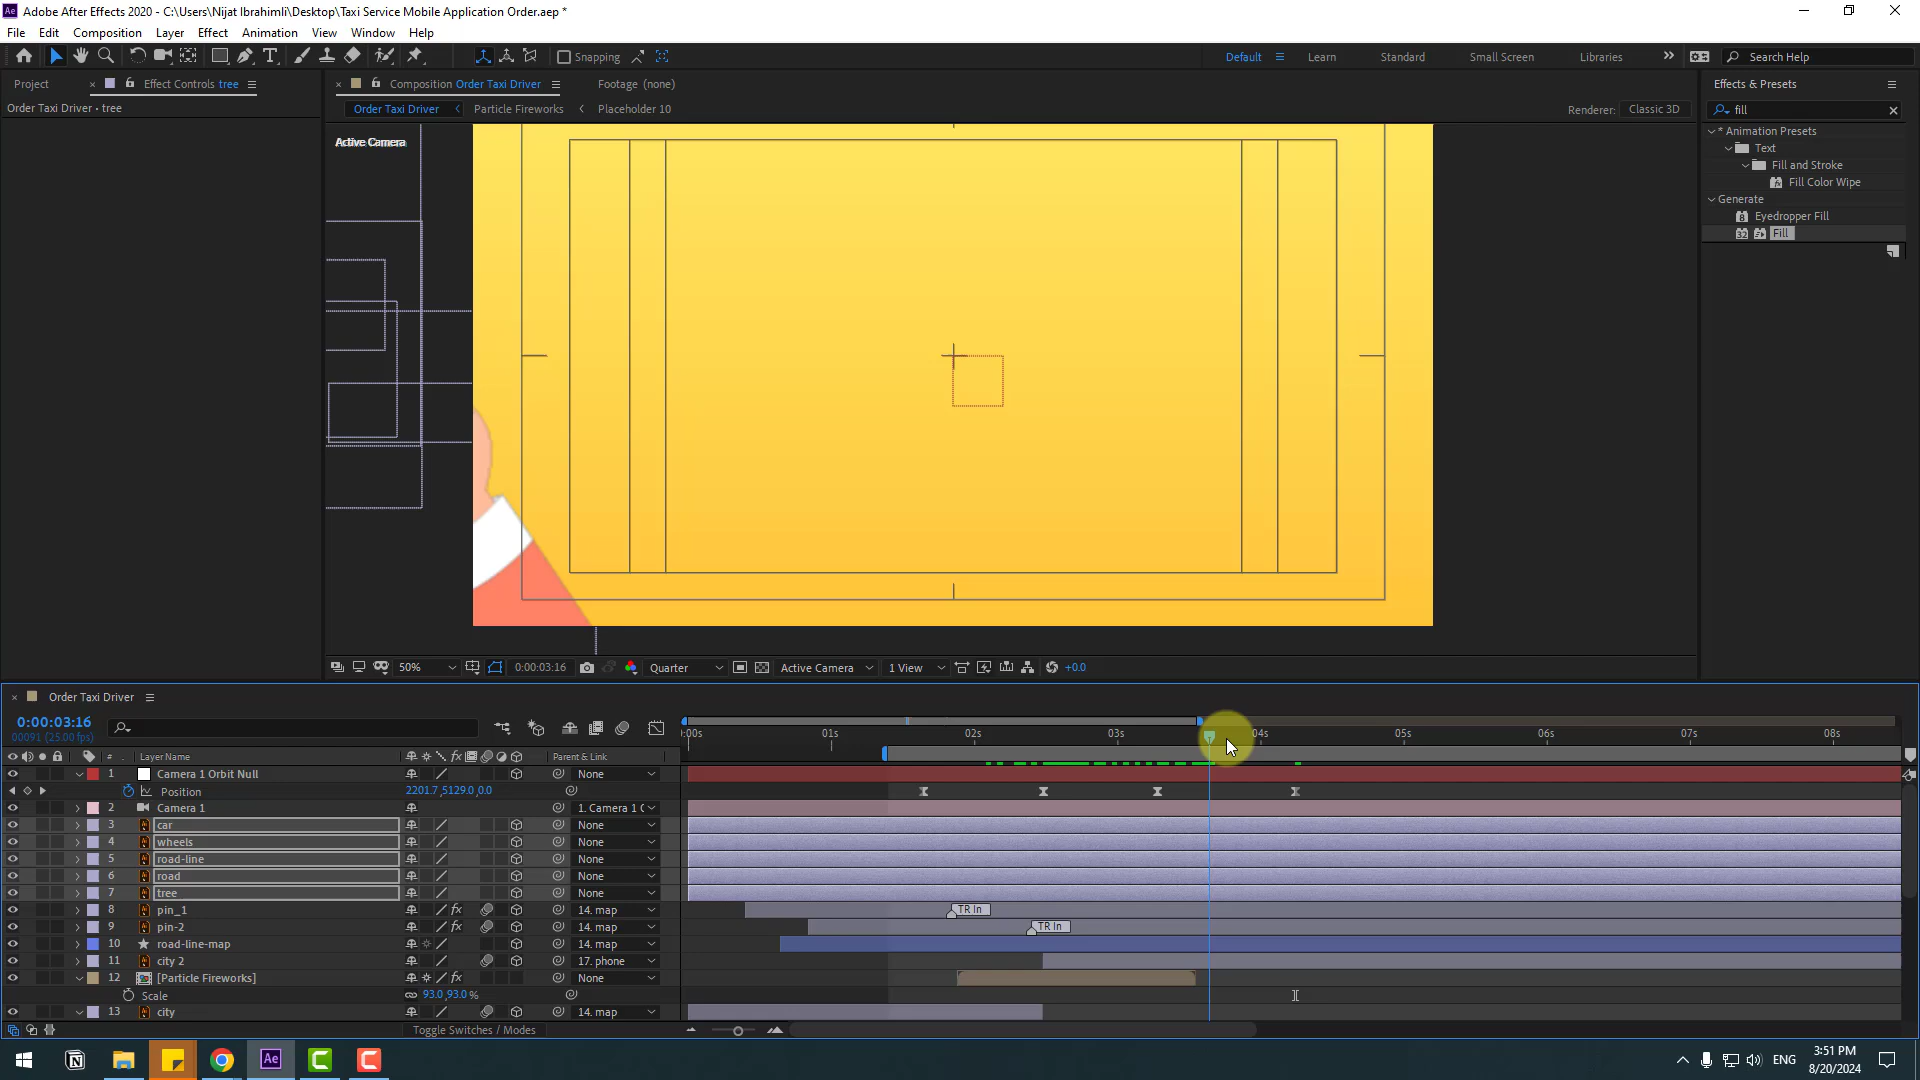 Adobe After Effects 2020 - C:\Users\Nijat Ibrahimli\Desktop\Taxi Service Mobile Application Order.aep *
File Edit Composition Layer Effect Animation View Window Help
Snapping Default Learn Standard Small Screen Libraries Search Help
Project Effect Controls tree Composition Order Taxi Driver Footage (none) Effects & Presets
Order Taxi Driver • tree Order Taxi Driver Particle Fireworks Placeholder 10 Renderer: Classic 3D fill
Active Camera
* Animation Presets
Text
Fill and Stroke
Fill Color Wipe
Generate
Eyedropper Fill
Fill
50% 0:00:03:16 Quarter Active Camera 1 View +0.0
Order Taxi Driver
0:00:03:16
00091 (25.00 fps)
:00s 01s 02s 03s 04s 05s 06s 07s 08s
# Layer Name Parent & Link
1 Camera 1 Orbit Null None
Position 2201.7,5129.0,0.0
2 Camera 1 1. Camera 1 O
3 car None
4 wheels None
5 road-line None
6 road None
7 tree None
8 pin_1 14. map TR In
9 pin-2 14. map TR In
10 road-line-map 14. map
11 city 2 17. phone
12 [Particle Fireworks] None
Scale 93.0,93.0 %
13 city 14. map
Toggle Switches / Modes
ENG 3:51 PM
8/20/2024